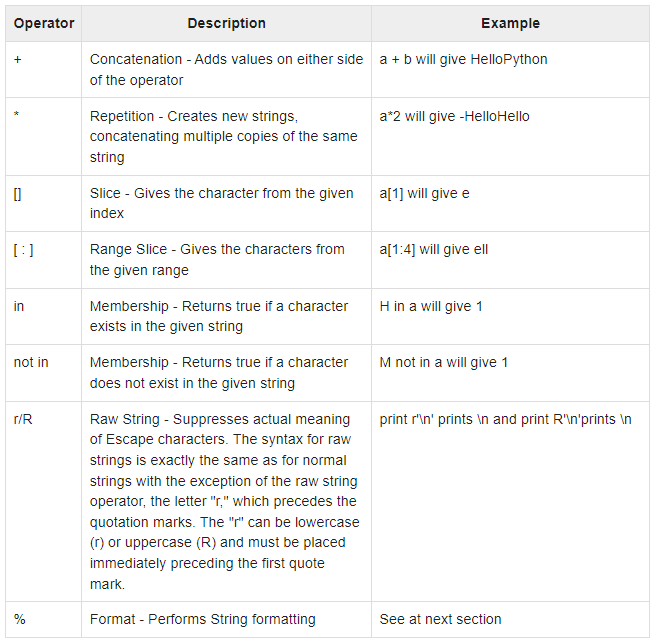 Operator Description Example
+ Concatenation - Adds values on either side a + b will give HelloPython
of the operator
* Repetition - Creates new strings, a*2 will give -HelloHello
concatenating multiple copies of the same
string
[] Slice - Gives the character from the given a[1] will give e
index
[ : ] Range Slice - Gives the characters from a[1:4] will give ell
the given range
in Membership - Returns true if a character H in a will give 1
exists in the given string
not in Membership - Returns true if a character M not in a will give 1
does not exist in the given string
r/R Raw String - Suppresses actual meaning print r'\n' prints \n and print R'\n'prints \n
of Escape characters. The syntax for raw
strings is exactly the same as for normal
strings with the exception of the raw string
operator, the letter "r," which precedes the
quotation marks. The "r" can be lowercase
(r) or uppercase (R) and must be placed
immediately preceding the first quote
mark.
% Format - Performs String formatting See at next section